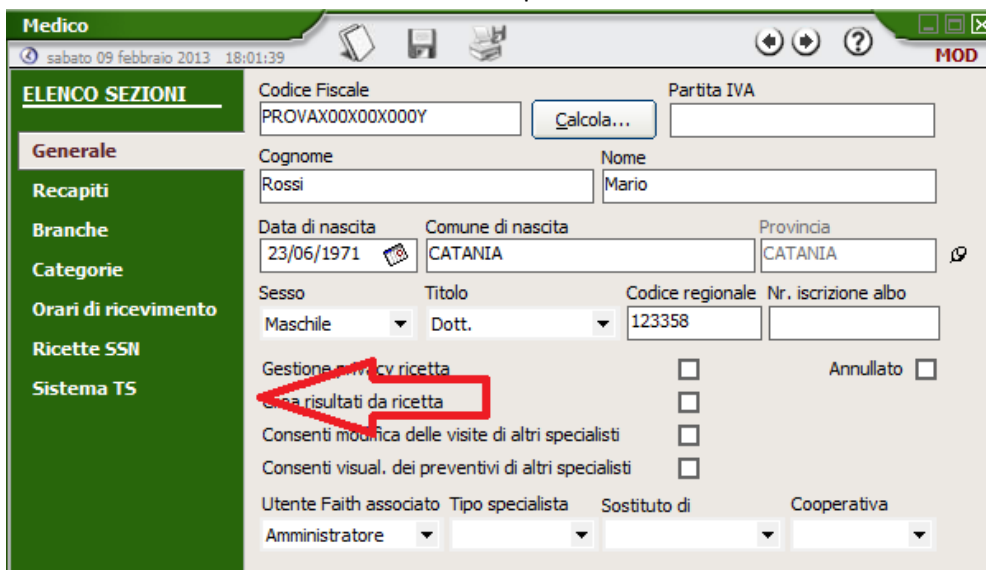 Medico
sabato 09 febbraio 2013 18:01:39
MOD
ELENCO SEZIONI
Generale
Recapiti
Branche
Categorie
Orari di ricevimento
Ricette SSN
Sistema TS
Codice Fiscale Partita IVA
PROVAX00X00X000Y Calcola...
Cognome Nome
Rossi Mario
Data di nascita Comune di nascita Provincia
23/06/1971 CATANIA CATANIA
Sesso Titolo Codice regionale Nr. iscrizione albo
Maschile Dott. 123358
Gestione privacy ricetta Annullato
Crea risultati da ricetta
Consenti modifica delle visite di altri specialisti
Consenti visual. dei preventivi di altri specialisti
Utente Faith associato Tipo specialista Sostituto di Cooperativa
Amministratore